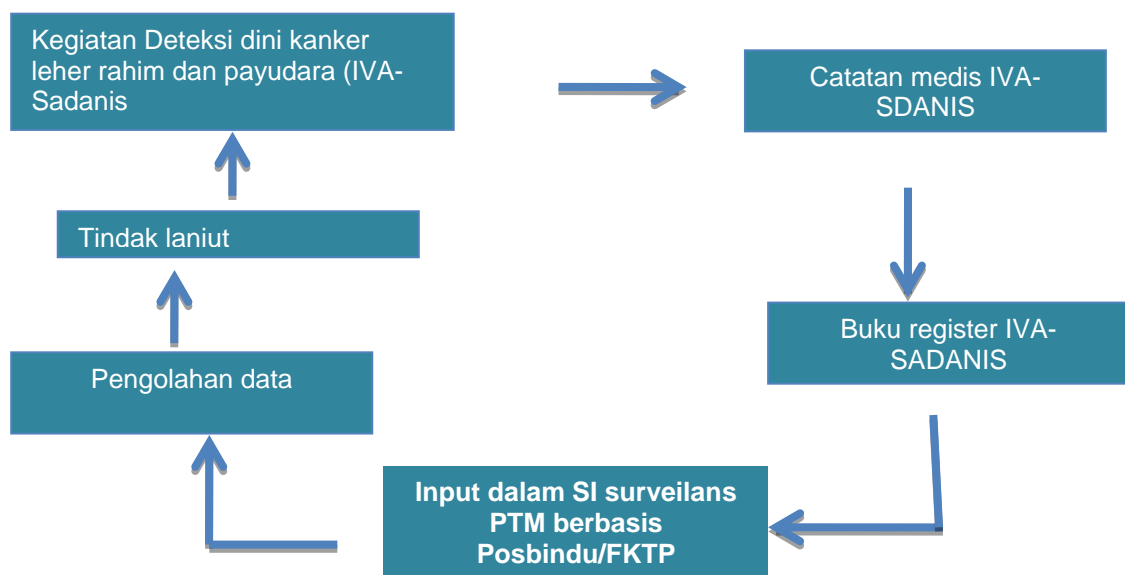 Kegiatan Deteksi dini kanker
leher rahim dan payudara (IVA-
Sadanis
Catatan medis IVA-
SDANIS
Buku register IVA-
SADANIS
Input dalam SI surveilans
PTM berbasis
Posbindu/FKTP
Pengolahan data
Tindak laniut